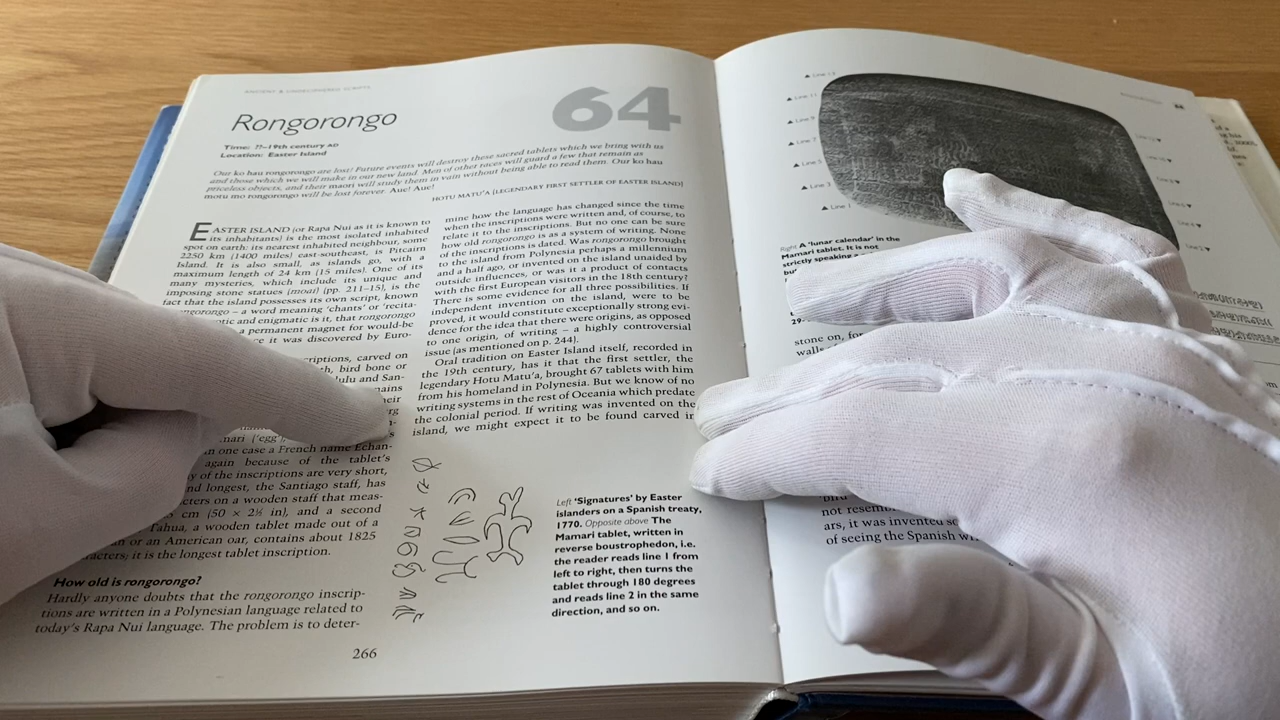 ANCIENT & UNDECIPHERED SCRIPTS
64
Rongorongo
Time: ??–19th century AD
Location: Easter Island
Our ko hau rongorongo are lost! Future events will destroy these sacred tablets which we bring with us
and those which we will make in our new land. Men of other races will guard a few that remain as
priceless objects, and their maori will study them in vain without being able to read them. Our ko hau
motu mo rongorongo will be lost forever. Aue! Aue!
HOTU MATU'A (LEGENDARY FIRST SETTLER OF EASTER ISLAND)
EASTER ISLAND (or Rapa Nui as it is known to
its inhabitants) is the most isolated inhabited
spot on earth: its nearest inhabited neighbour, some
2250 km (1400 miles) east-southeast, is Pitcairn
Island. It is also small, as islands go, with a
maximum length of 24 km (15 miles). One of its
many mysteries, which include its unique and
imposing stone statues (moai) (pp. 211–15), is the
fact that the island possesses its own script, known
– a word meaning 'chants' or 'recita-
and enigmatic is it, that rongorongo
a permanent magnet for would-be
it was discovered by Euro-
carved on
bird bone or
and San-
('egg'),
in one case a French name Echan-
again because of the tablet's
of the inscriptions are very short,
and longest, the Santiago staff, has
on a wooden staff that meas-
cm (50 × 2½ in), and a second
Tahua, a wooden tablet made out of a
or an American oar, contains about 1825
it is the longest tablet inscription.
How old is rongorongo?
Hardly anyone doubts that the rongorongo inscrip-
tions are written in a Polynesian language related to
today's Rapa Nui language. The problem is to deter-
mine how the language has changed since the time
when the inscriptions were written and, of course, to
relate it to the inscriptions. But no one can be sure
how old rongorongo is as a system of writing. None
of the inscriptions is dated. Was rongorongo brought
to the island from Polynesia perhaps a millennium
and a half ago, or invented on the island unaided by
outside influences, or was it a product of contacts
with the first European visitors in the 18th century?
There is some evidence for all three possibilities. If
independent invention on the island, were to be
proved, it would constitute exceptionally strong evi-
dence for the idea that there were origins, as opposed
to one origin, of writing – a highly controversial
issue (as mentioned on p. 244).
Oral tradition on Easter Island itself, recorded in
the 19th century, has it that the first settler, the
legendary Hotu Matu'a, brought 67 tablets with him
from his homeland in Polynesia. But we know of no
writing systems in the rest of Oceania which predate
the colonial period. If writing was invented on the
island, we might expect it to be found carved in
Left 'Signatures' by Easter
islanders on a Spanish treaty,
1770. Opposite above The
Mamari tablet, written in
reverse boustrophedon, i.e.
the reader reads line 1 from
left to right, then turns the
tablet through 180 degrees
and reads line 2 in the same
direction, and so on.
266
Line 13
Line 11
Line 9
Line 7
Line 5
Line 3
Line 1
Right A 'lunar calendar' in the
Mamari tablet. It is not
strictly speaking a
stone on, for
not resem
ars, it was invented
of seeing the Spanish